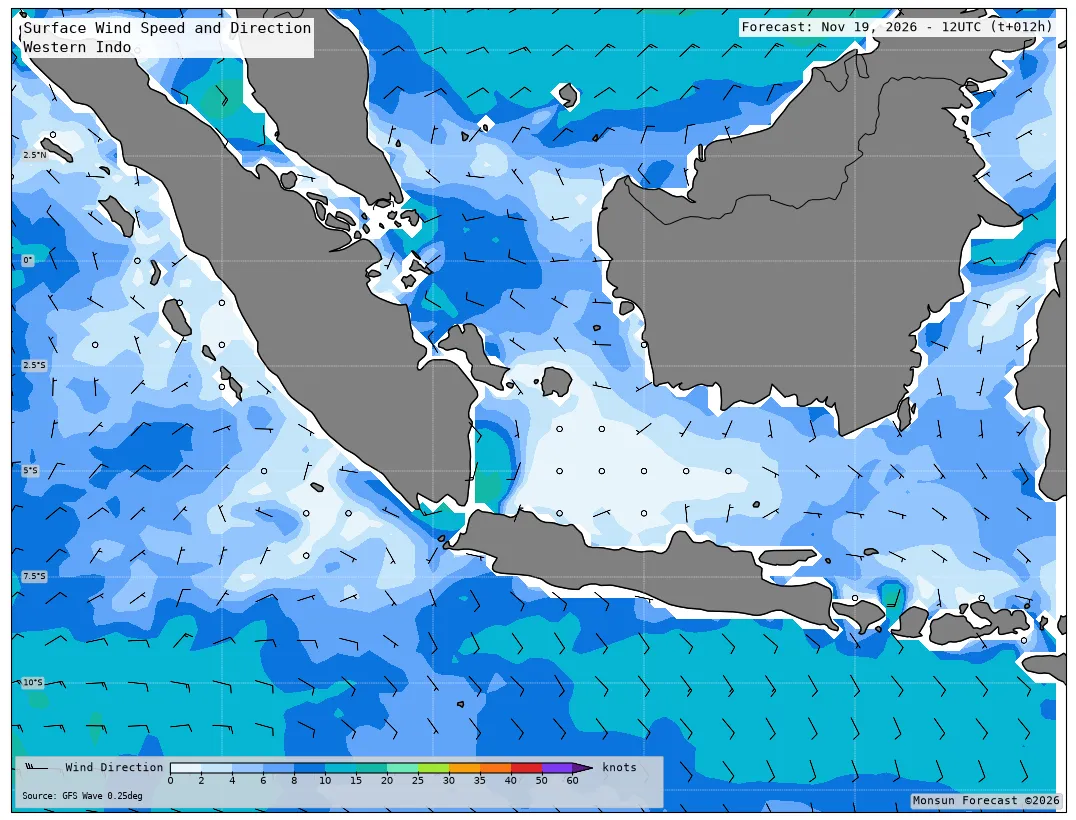 Surface Wind Speed and Direction
Western Indo
Forecast: Nov 19, 2026 - 12UTC (t+012h)
2.5°N
0°
2.5°S
5°S
7.5°S
10°S
Wind Direction
0 2 4 6 8 10 15 20 25 30 35 40 50 60
knots
Source: GFS Wave 0.25deg
Monsun Forecast ©2026